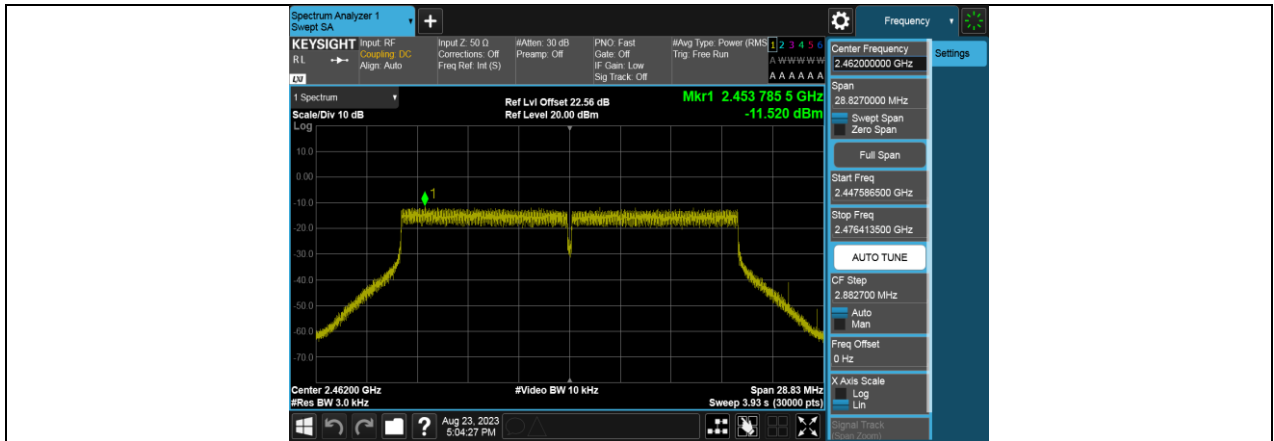 Spectrum Analyzer 1
Swept SA
Frequency
KEYSIGHT Input: RF
Coupling: DC
Align: Auto
RL
LXI
Input Z: 50 Ω
Corrections: Off
Freq Ref: Int (S)
#Atten: 30 dB
Preamp: Off
PNO: Fast
Gate: Off
IF Gain: Low
Sig Track: Off
#Avg Type: Power (RMS
Trig: Free Run
1 2 3 4 5 6
A W W W W W
A A A A A A
Center Frequency
2.462000000 GHz
Settings
Span
28.8270000 MHz
Swept Span
Zero Span
Full Span
Start Freq
2.447586500 GHz
Stop Freq
2.476413500 GHz
AUTO TUNE
CF Step
2.882700 MHz
Auto
Man
Freq Offset
0 Hz
X Axis Scale
Log
Lin
Signal Track
(Span Zoom)
1 Spectrum
Scale/Div 10 dB
Ref Lvl Offset 22.56 dB
Ref Level 20.00 dBm
Mkr1 2.453 785 5 GHz
-11.520 dBm
Log
10.0
0.00
-10.0
-20.0
-30.0
-40.0
-50.0
-60.0
-70.0
1
Center 2.46200 GHz
#Res BW 3.0 kHz
#Video BW 10 kHz
Span 28.83 MHz
Sweep 3.93 s (30000 pts)
?
Aug 23, 2023
5:04:27 PM